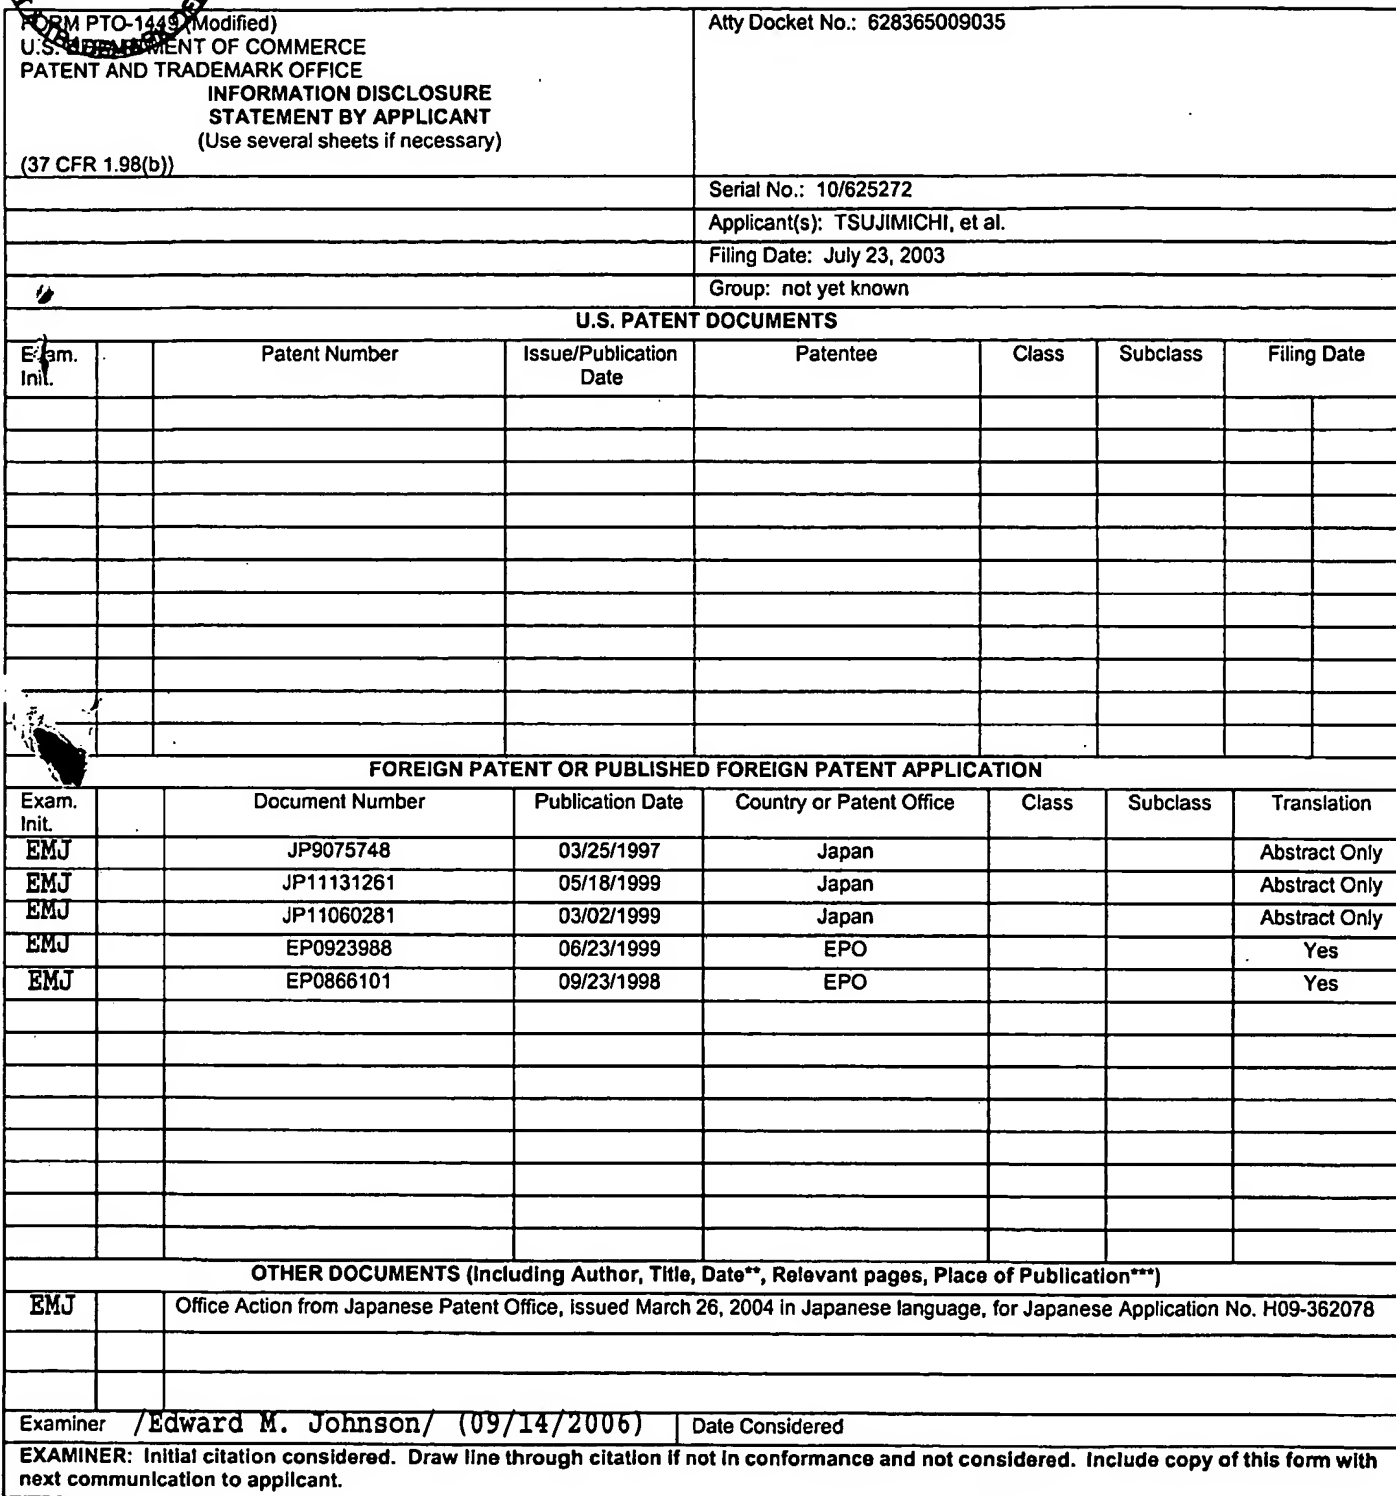 FORM PTO-1449 (Modified)
U.S. DEPARTMENT OF COMMERCE
PATENT AND TRADEMARK OFFICE
INFORMATION DISCLOSURE
STATEMENT BY APPLICANT
(Use several sheets if necessary)
(37 CFR 1.98(b))
Atty Docket No.: 628365009035
Serial No.: 10/625272
Applicant(s): TSUJIMICHI, et al.
Filing Date: July 23, 2003
Group: not yet known
U.S. PATENT DOCUMENTS
Exam. Init. Patent Number Issue/Publication Date Patentee Class Subclass Filing Date
FOREIGN PATENT OR PUBLISHED FOREIGN PATENT APPLICATION
Exam. Init. Document Number Publication Date Country or Patent Office Class Subclass Translation
EMJ JP9075748 03/25/1997 Japan Abstract Only
EMJ JP11131261 05/18/1999 Japan Abstract Only
EMJ JP11060281 03/02/1999 Japan Abstract Only
EMJ EP0923988 06/23/1999 EPO Yes
EMJ EP0866101 09/23/1998 EPO Yes
OTHER DOCUMENTS (Including Author, Title, Date**, Relevant pages, Place of Publication***)
EMJ Office Action from Japanese Patent Office, issued March 26, 2004 in Japanese language, for Japanese Application No. H09-362078
Examiner /Edward M. Johnson/ (09/14/2006) Date Considered
EXAMINER: Initial citation considered. Draw line through citation if not in conformance and not considered. Include copy of this form with
next communication to applicant.